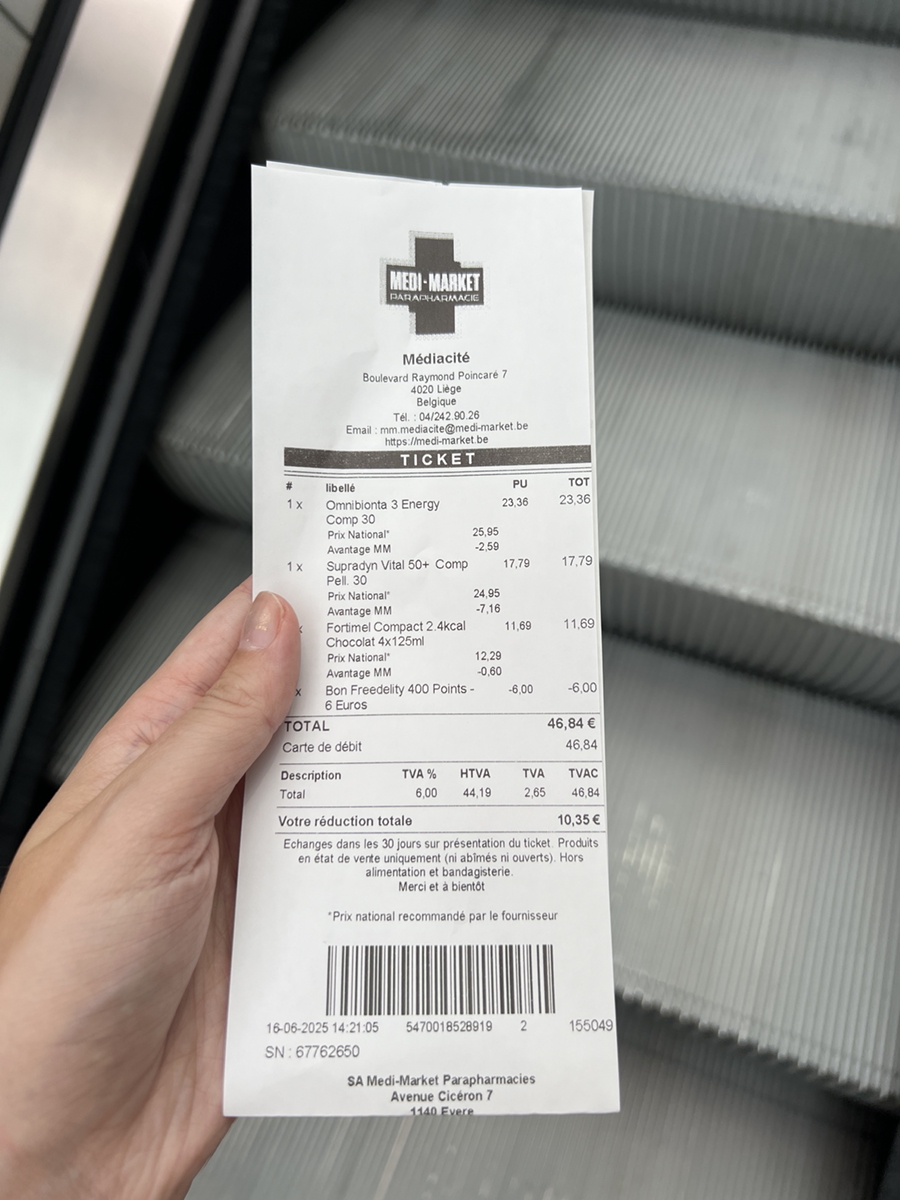 MEDI-MARKET
PARAPHARMACIE
Médiacité
Boulevard Raymond Poincaré 7
4020 Liège
Belgique
Tél. : 04/242.90.26
Email : mm.mediacite@medi-market.be
https://medi-market.be
TICKET
# libellé PU TOT
1 x Omnibionta 3 Energy 23,36 23,36
Comp 30
Prix National* 25,95
Avantage MM -2,59
1 x Supradyn Vital 50+ Comp 17,79 17,79
Pell. 30
Prix National* 24,95
Avantage MM -7,16
x Fortimel Compact 2.4kcal 11,69 11,69
Chocolat 4x125ml
Prix National* 12,29
Avantage MM -0,60
x Bon Freedelity 400 Points - -6,00 -6,00
6 Euros
TOTAL 46,84 €
Carte de débit 46,84
Description TVA % HTVA TVA TVAC
Total 6,00 44,19 2,65 46,84
Votre réduction totale 10,35 €
Echanges dans les 30 jours sur présentation du ticket. Produits
en état de vente uniquement (ni abîmés ni ouverts). Hors
alimentation et bandagisterie.
Merci et à bientôt
*Prix national recommandé par le fournisseur
16-06-2025 14:21:05 5470018528919 2 155049
SN : 67762650
SA Medi-Market Parapharmacies
Avenue Cicéron 7
1140 Evere